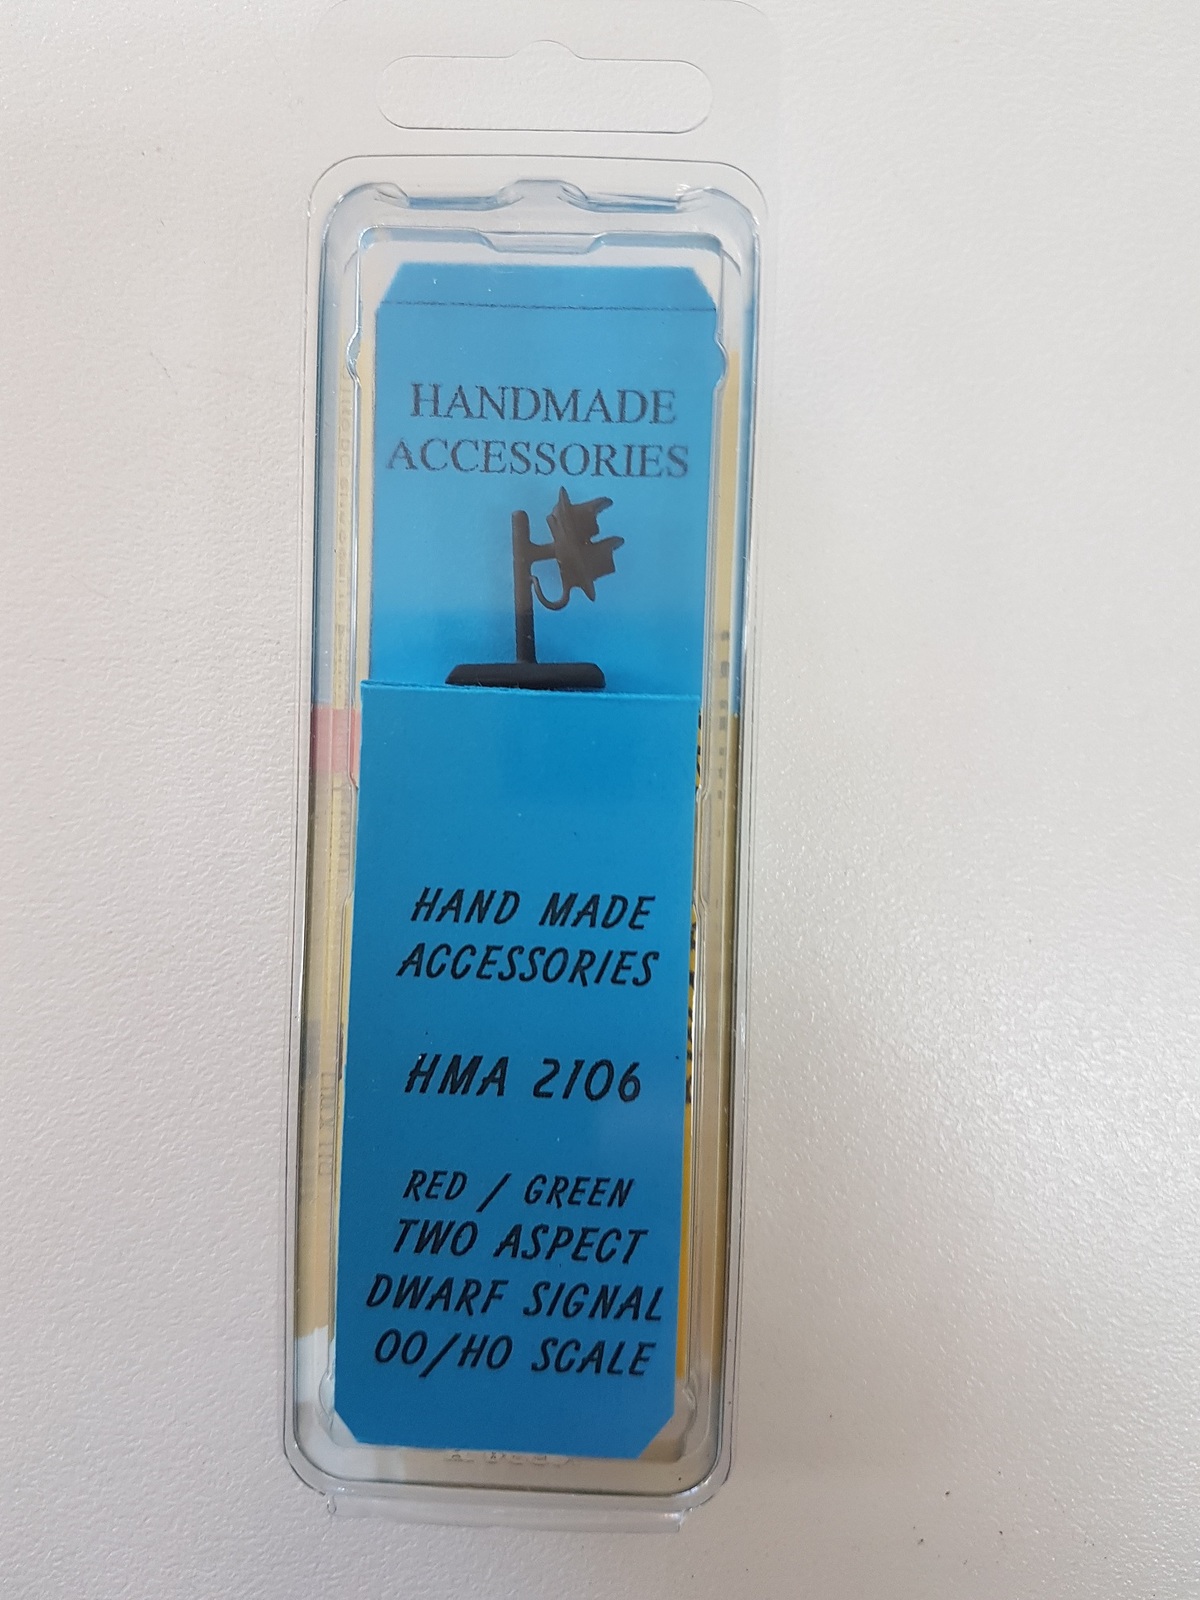 HANDMADE
ACCESSORIES
HAND MADE
ACCESSORIES
HMA 2106
RED / GREEN
TWO ASPECT
DWARF SIGNAL
OO/HO SCALE